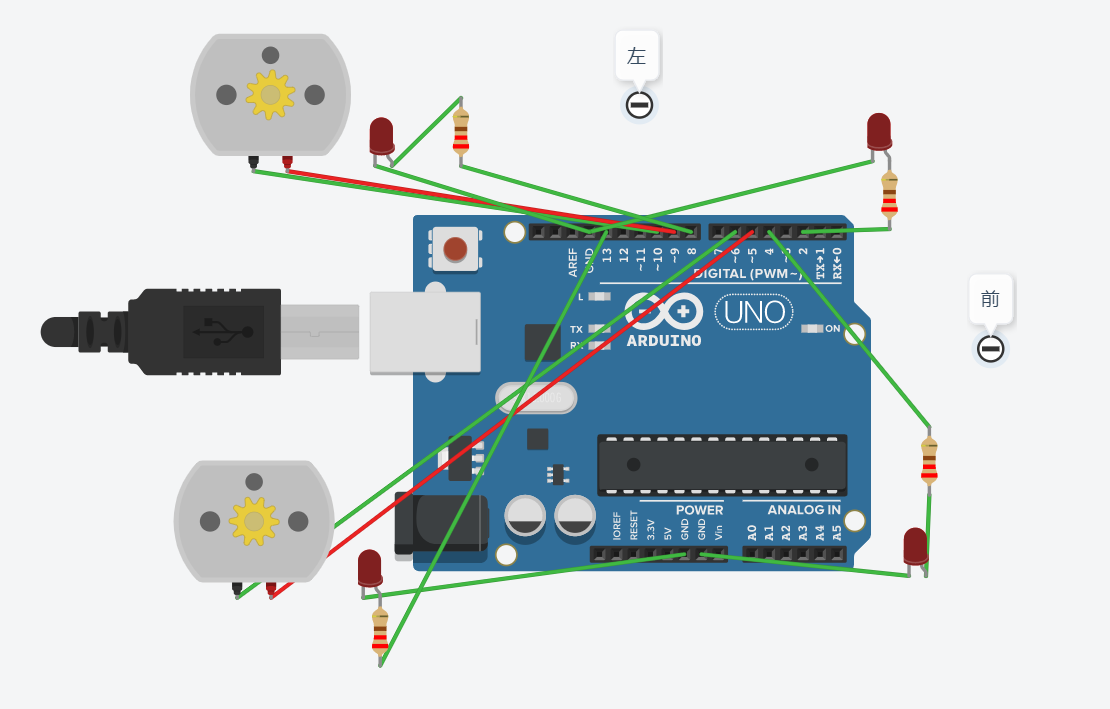 左
AREF
GND
13
12
~11
~10
~9
8
7
~6
~5
4
~3
2
TX→1
RX←0
DIGITAL (PWM~)
前
L
TX
RX
UNO
ON
ARDUINO
POWER
ANALOG IN
IOREF
RESET
3.3V
5V
GND
GND
Vin
A0
A1
A2
A3
A4
A5